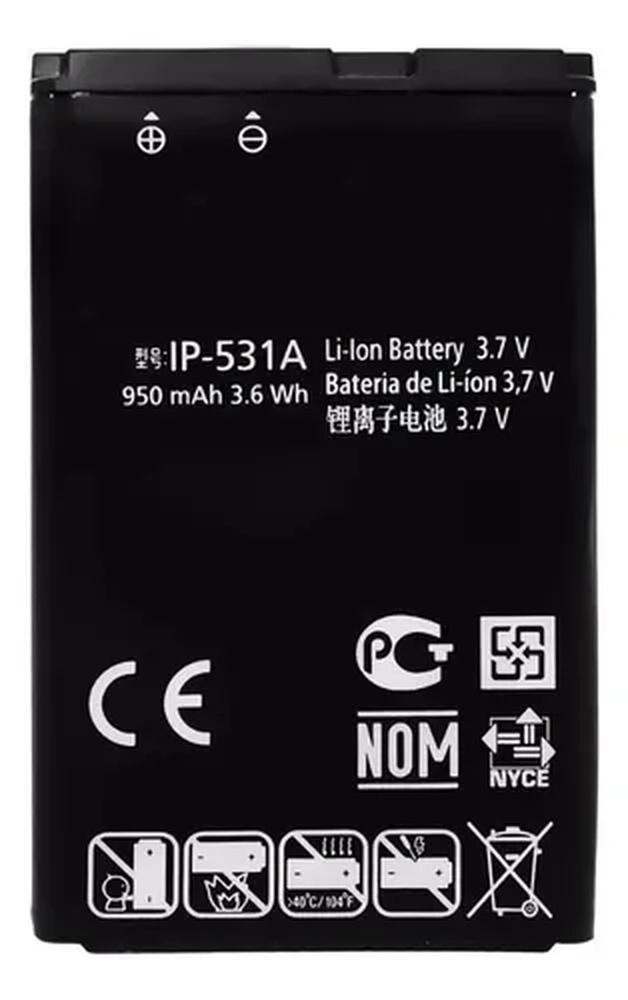 ⊕ ⊖
型号:IP-531A
950 mAh 3.6 Wh
Li-Ion Battery 3.7 V
Bateria de Li-íon 3,7 V
锂离子电池 3.7 V
CE
PCT
NOM
NYCE
- +
>40°C/104°F
- +